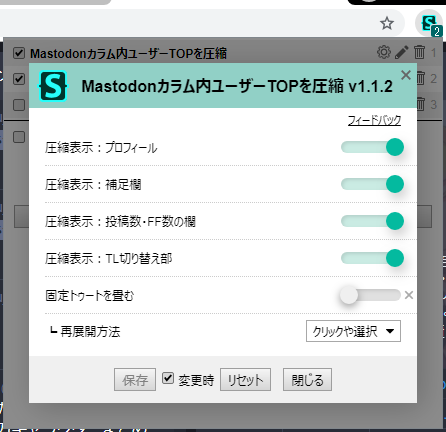 2
Mastodonカラム内ユーザーTOPを圧縮
1
2
3
S
Mastodonカラム内ユーザーTOPを圧縮 v1.1.2
フィードバック
圧縮表示：プロフィール
圧縮表示：補足欄
圧縮表示：投稿数・FF数の欄
圧縮表示：TL切り替え部
固定トゥートを畳む
┗ 再展開方法
クリックや選択
保存 変更時 リセット 閉じる